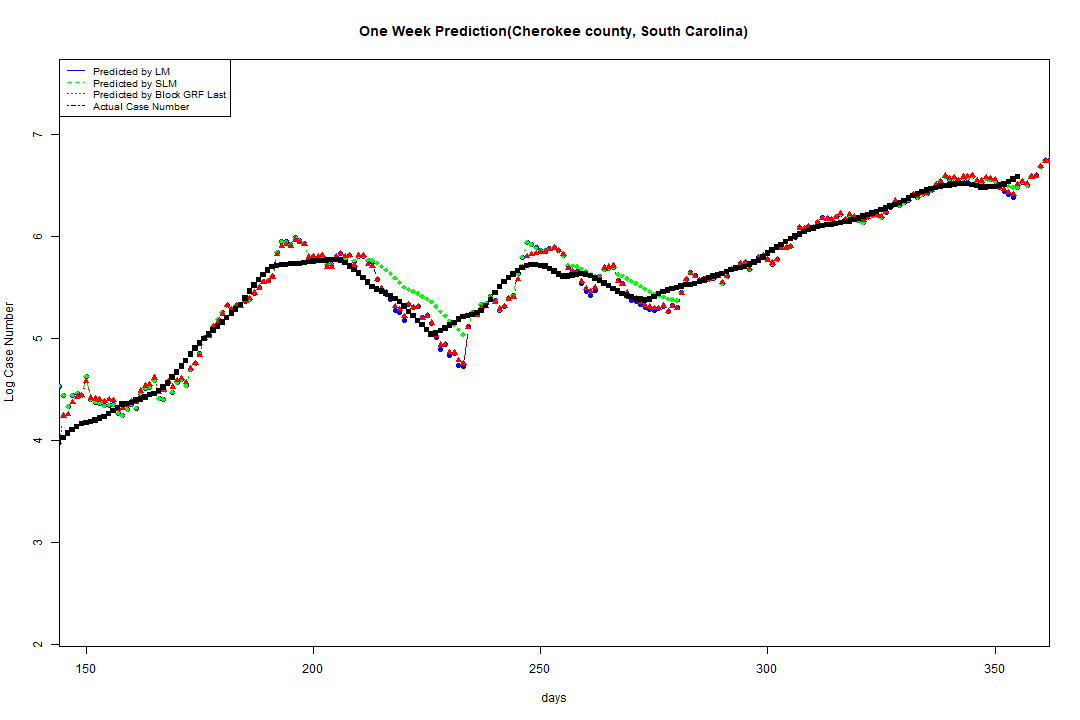 One Week Prediction(Cherokee county, South Carolina)
Predicted by LM
Predicted by SLM
Predicted by Block GRF Last
Actual Case Number
7
6
5
4
3
2
Log Case Number
150 200 250 300 350
days